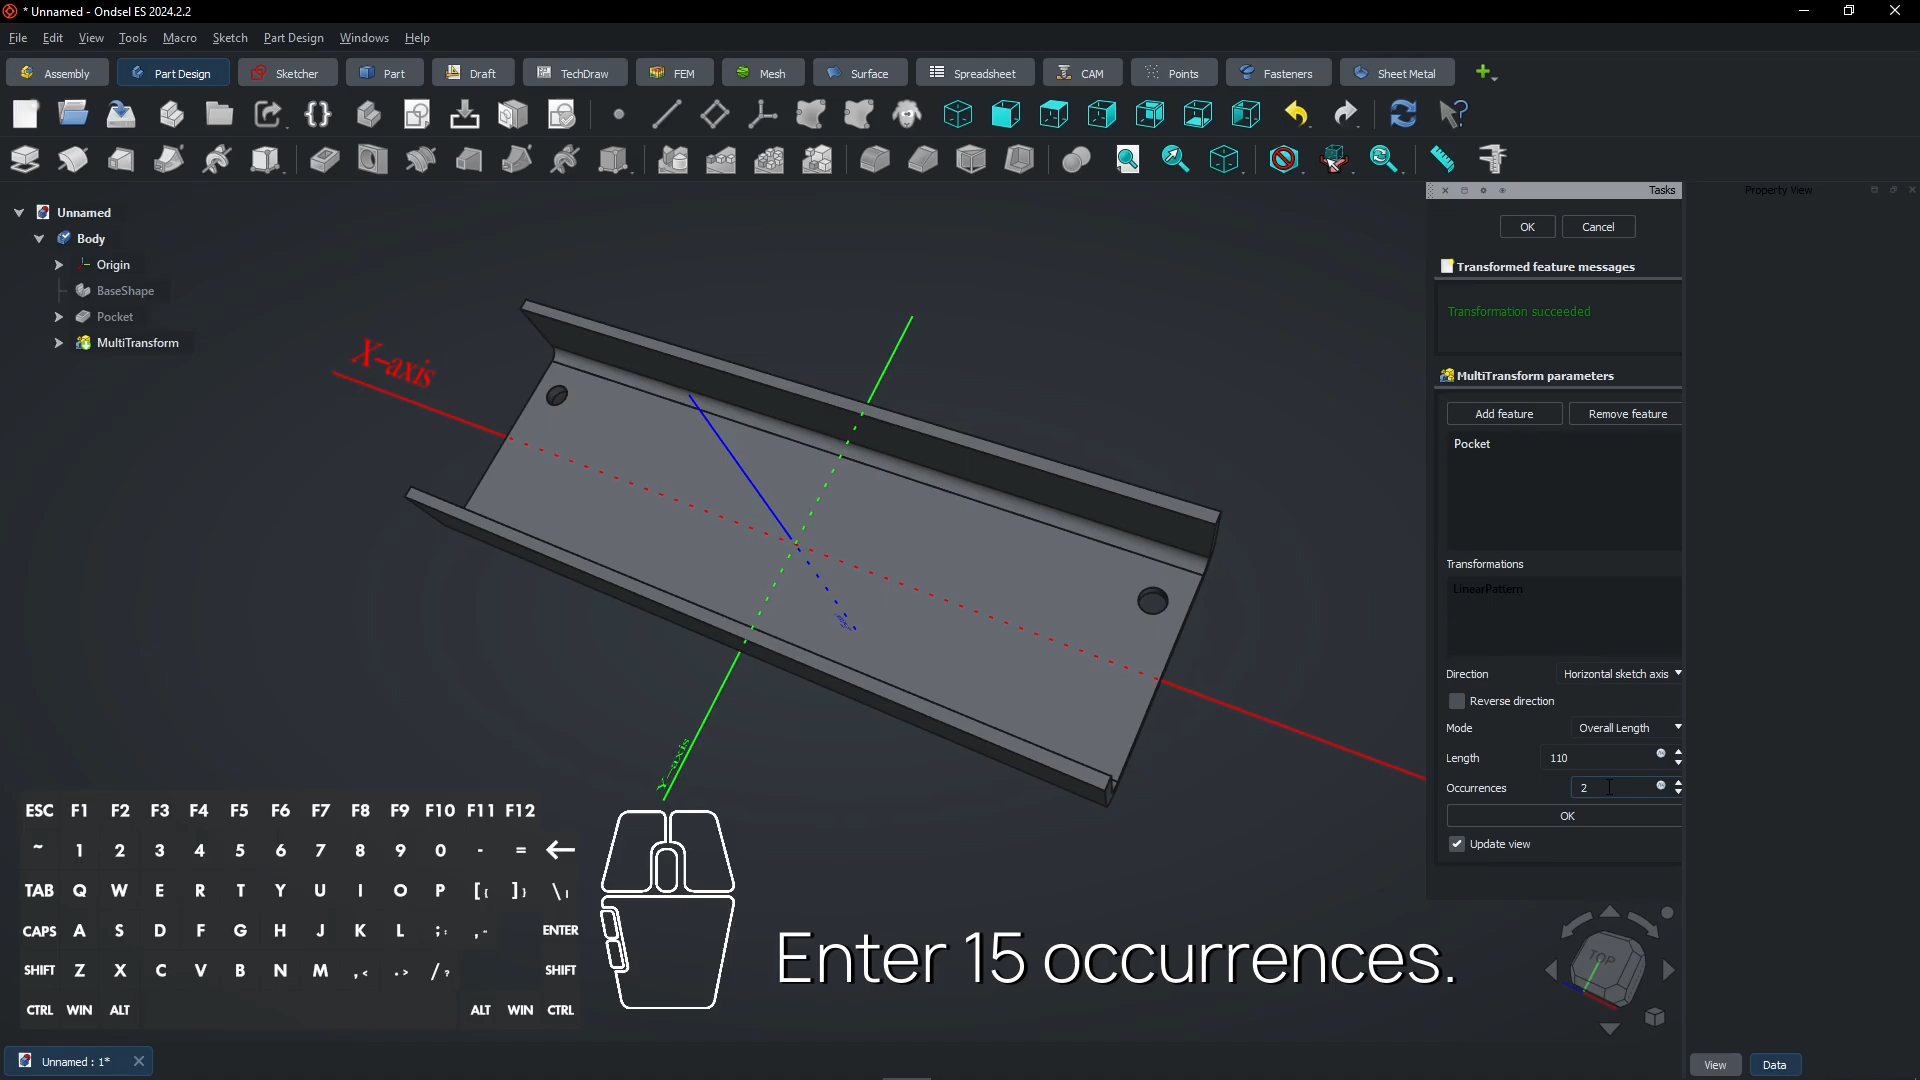 * Unnamed - Ondsel ES 2024.2.2
File Edit View Tools Macro Sketch Part Design Windows Help
Assembly Part Design Sketcher Part Draft TechDraw FEM Mesh Surface Spreadsheet CAM Points Fasteners Sheet Metal
Tasks
Property View
Unnamed
Body
Origin
BaseShape
Pocket
MultiTransform
X-axis
Y-axis
OK Cancel
Transformed feature messages
Transformation succeeded
MultiTransform parameters
Add feature Remove feature
Pocket
Transformations
LinearPattern
Direction Horizontal sketch axis
Reverse direction
Mode Overall Length
Length 110
Occurrences 2
OK
Update view
ESC F1 F2 F3 F4 F5 F6 F7 F8 F9 F10 F11 F12
~ 1 2 3 4 5 6 7 8 9 0 - =
TAB Q W E R T Y U I O P [{ ]} \|
CAPS A S D F G H J K L ;: ,“ ENTER
SHIFT Z X C V B N M ,< .> /? SHIFT
CTRL WIN ALT ALT WIN CTRL
Enter 15 occurrences.
TOP
Unnamed : 1*
View Data